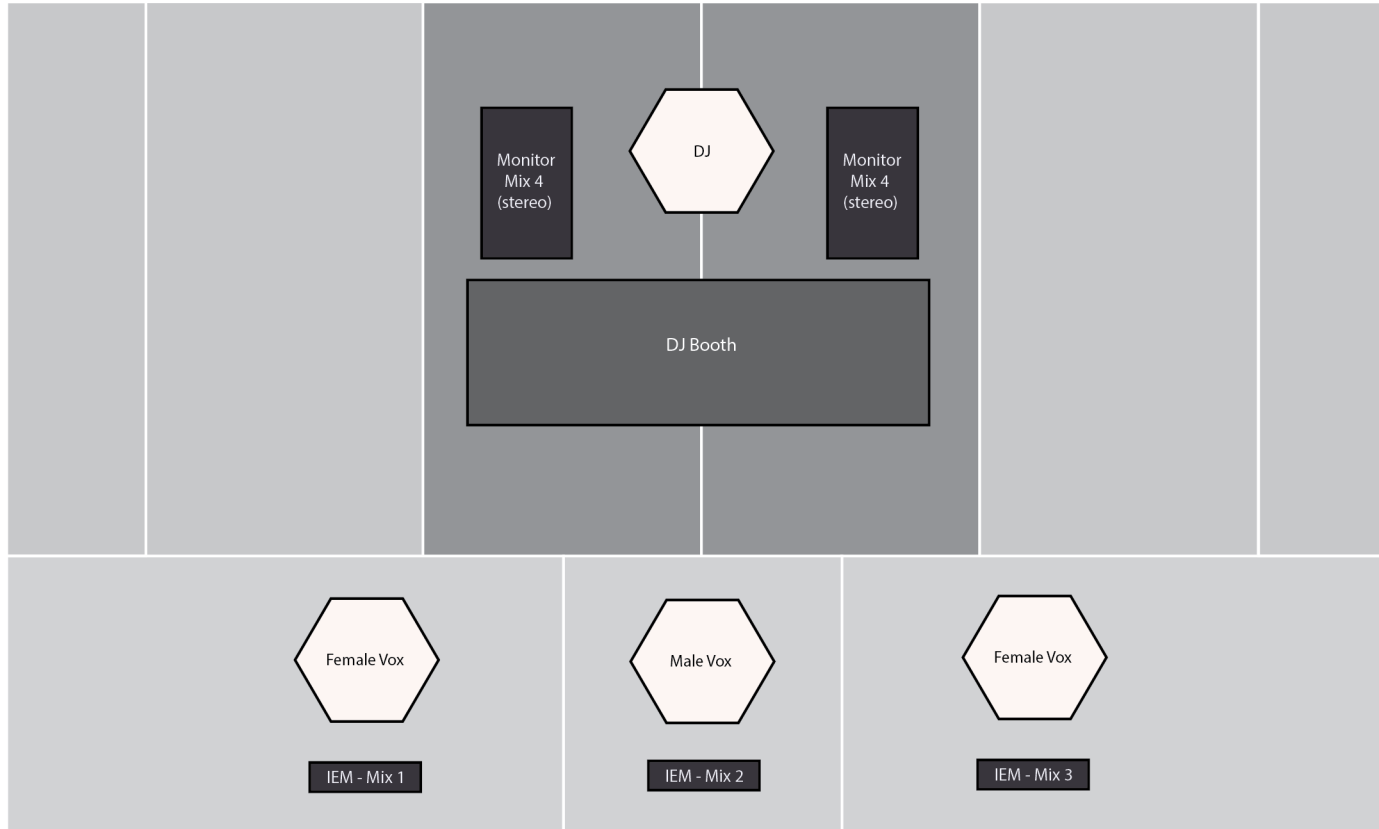 Monitor
Mix 4
(stereo)
DJ
Monitor
Mix 4
(stereo)
DJ Booth
Female Vox
Male Vox
Female Vox
IEM - Mix 1
IEM - Mix 2
IEM - Mix 3